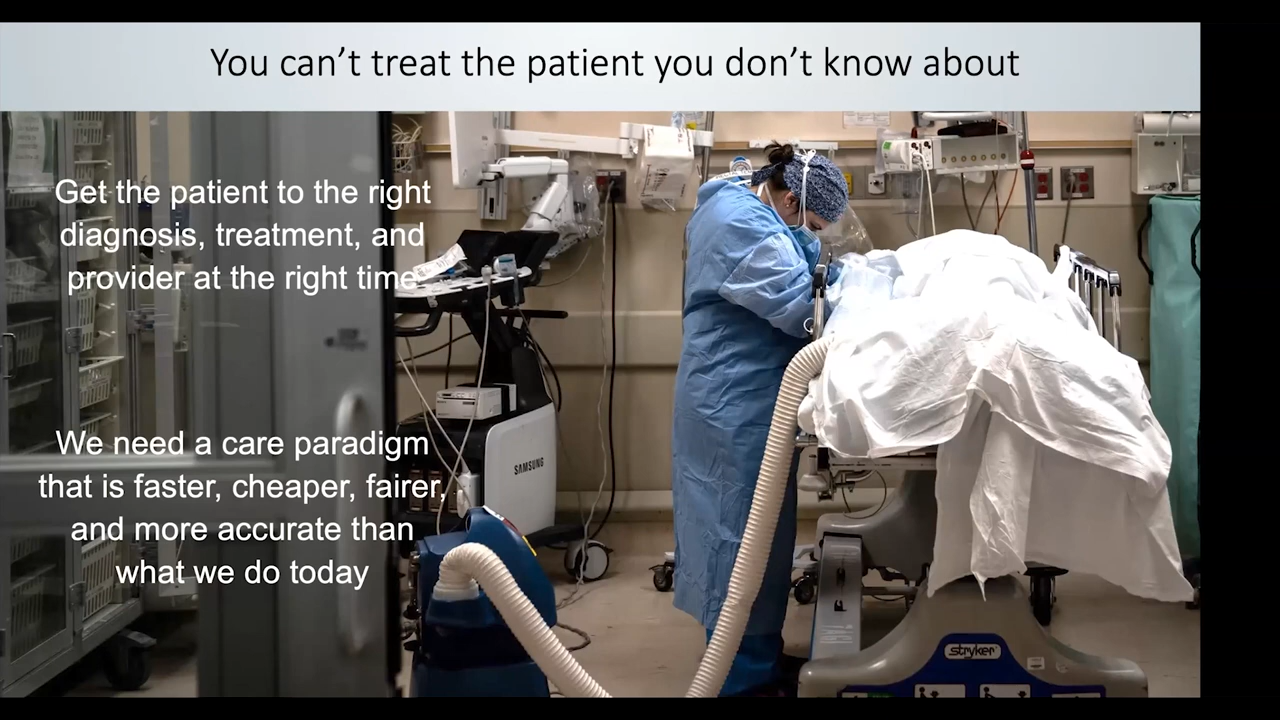 You can’t treat the patient you don’t know about
Get the patient to the right
diagnosis, treatment, and
provider at the right time
We need a care paradigm
that is faster, cheaper, fairer,
and more accurate than
what we do today
SAMSUNG
stryker